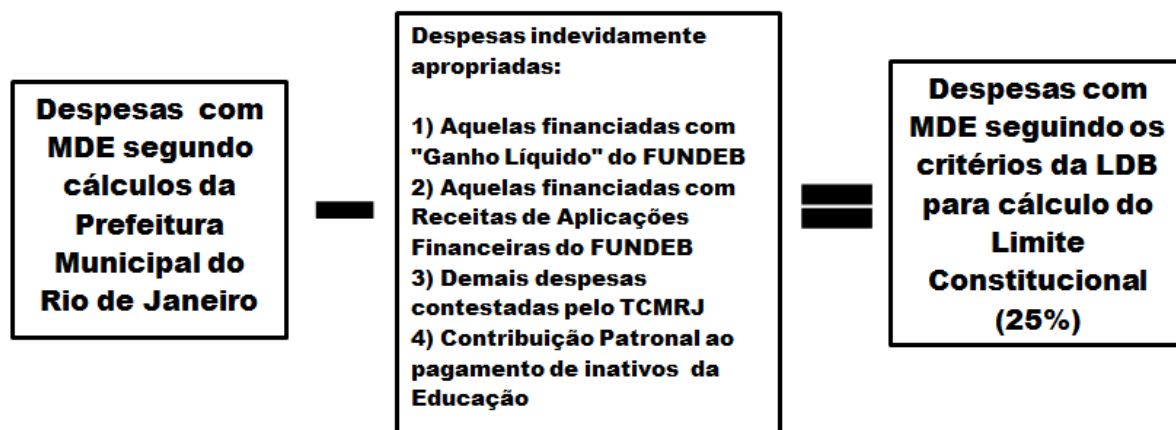 Despesas com
MDE segundo
cálculos da
Prefeitura
Municipal do
Rio de Janeiro
Despesas indevidamente
apropriadas:
1) Aquelas financiadas com
"Ganho Líquido" do FUNDEB
2) Aquelas financiadas com
Receitas de Aplicações
Financeiras do FUNDEB
3) Demais despesas
contestadas pelo TCMRJ
4) Contribuição Patronal ao
pagamento de inativos da
Educação
Despesas com
MDE seguindo os
critérios da LDB
para cálculo do
Limite
Constitucional
(25%)